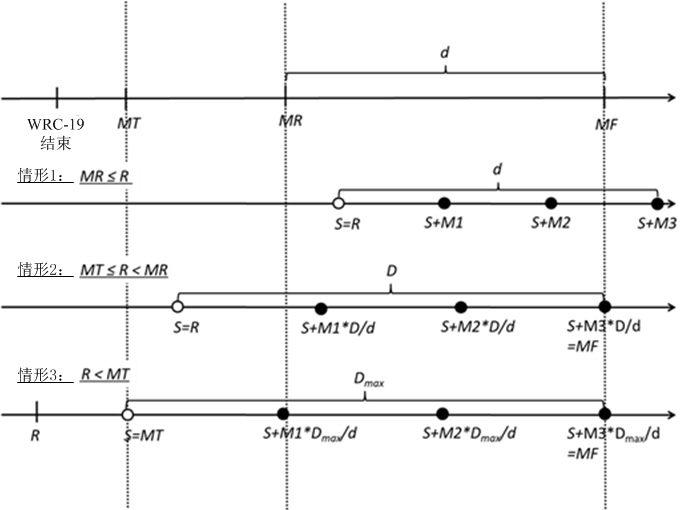 d
WRC-19
结束
MT
MR
MF
情形1： MR ≤ R
d
S=R
S+M1
S+M2
S+M3
情形2： MT ≤ R < MR
D
S=R
S+M1*D/d
S+M2*D/d
S+M3*D/d
=MF
情形3： R < MT
Dmax
R
S=MT
S+M1*Dmax/d
S+M2*Dmax/d
S+M3*Dmax/d
=MF